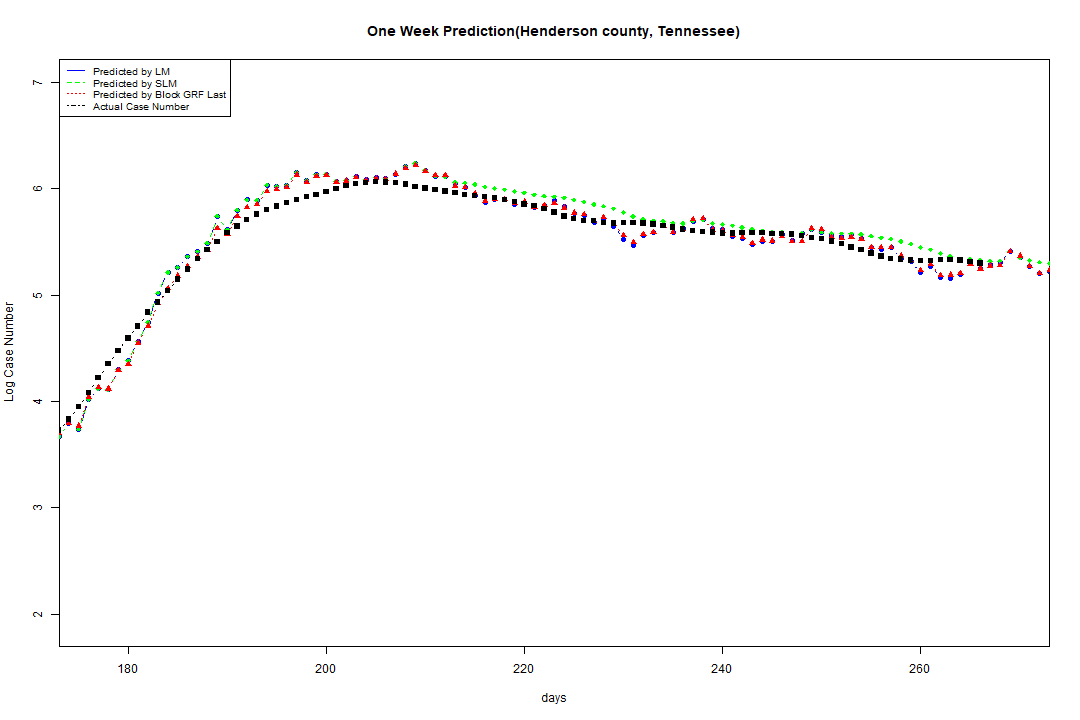 One Week Prediction(Henderson county, Tennessee)
Predicted by LM
Predicted by SLM
Predicted by Block GRF Last
Actual Case Number
7
6
5
4
3
2
Log Case Number
180 200 220 240 260
days